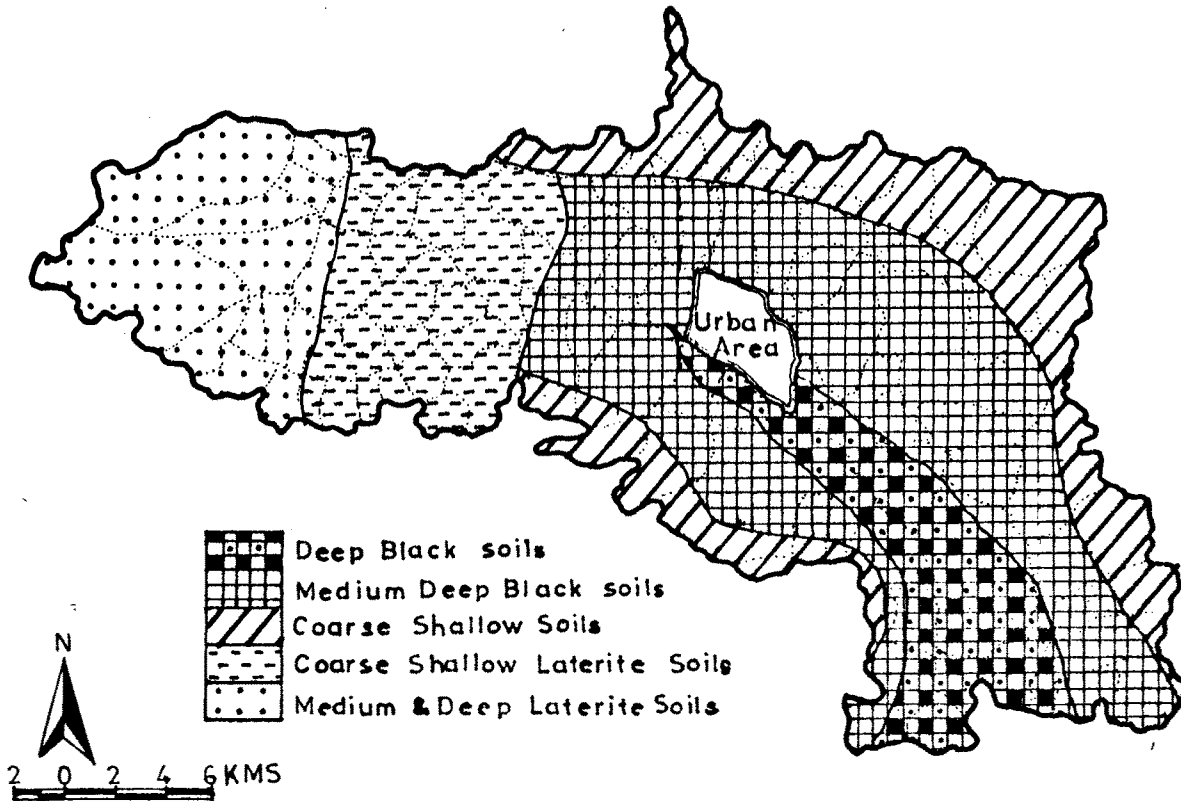 Urban
Area
Deep Black soils
Medium Deep Black soils
Coarse Shallow Soils
Coarse Shallow Laterite Soils
Medium & Deep Laterite Soils
N
2 0 2 4 6 KMS